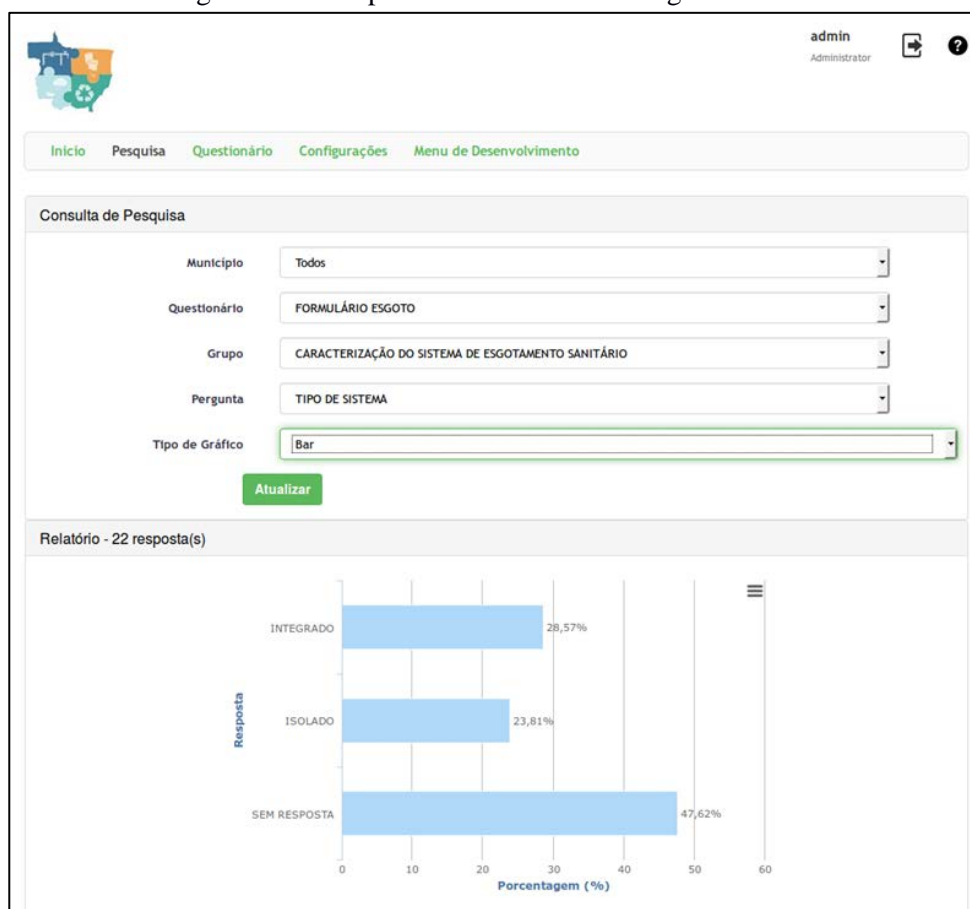 admin
Administrator
Inicio Pesquisa Questionário Configurações Menu de Desenvolvimento
Consulta de Pesquisa
Município Todos
Questionário FORMULÁRIO ESGOTO
Grupo CARACTERIZAÇÃO DO SISTEMA DE ESGOTAMENTO SANITÁRIO
Pergunta TIPO DE SISTEMA
Tipo de Gráfico Bar
Atualizar
Relatório - 22 resposta(s)
INTEGRADO 28,57%
Resposta
ISOLADO 23,81%
SEM RESPOSTA 47,62%
0 10 20 30 40 50 60
Porcentagem (%)